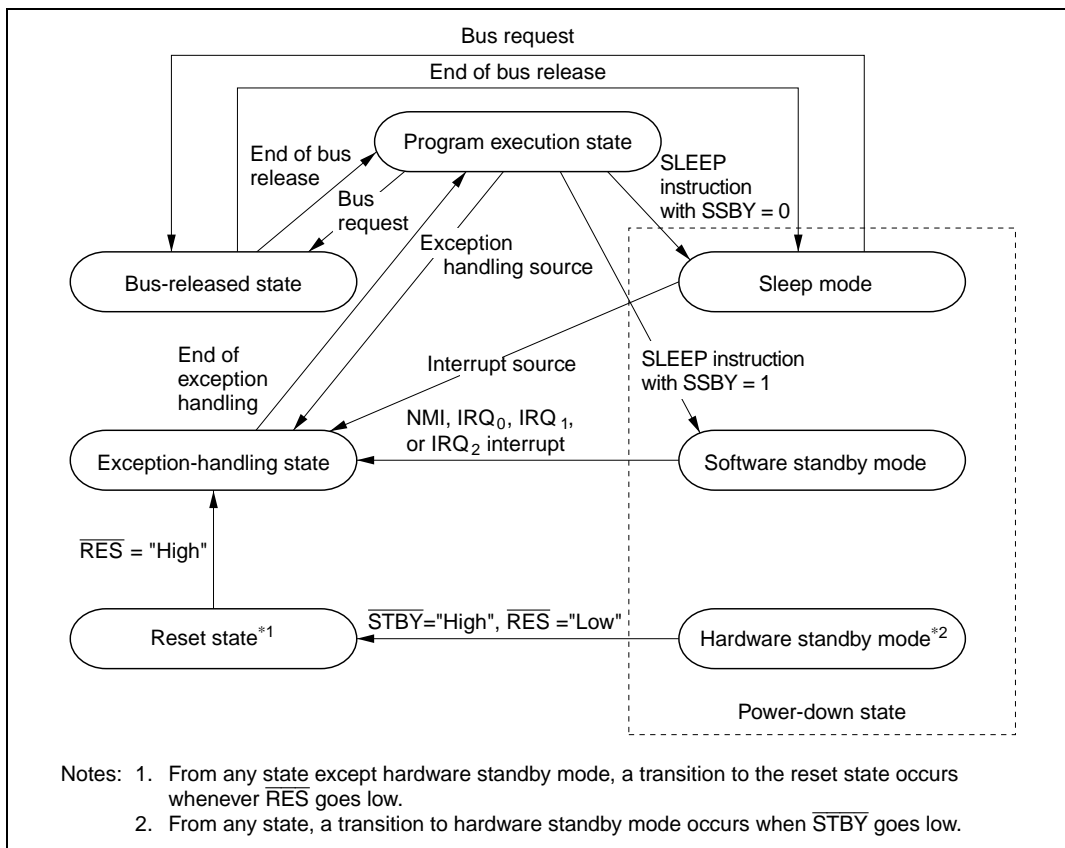 Bus request
End of bus release
Program execution state
End of bus
release
SLEEP
instruction
with SSBY = 0
Bus
request
Exception
handling source
Bus-released state
Sleep mode
End of
exception
handling
Interrupt source
SLEEP instruction
with SSBY = 1
NMI, IRQ0, IRQ1,
or IRQ2 interrupt
Exception-handling state
Software standby mode
R̅E̅S̅ = "High"
S̅T̅B̅Y̅="High", R̅E̅S̅ ="Low"
Reset state*1
Hardware standby mode*2
Power-down state
Notes: 1. From any state except hardware standby mode, a transition to the reset state occurs
whenever R̅E̅S̅ goes low.
2. From any state, a transition to hardware standby mode occurs when S̅T̅B̅Y̅ goes low.